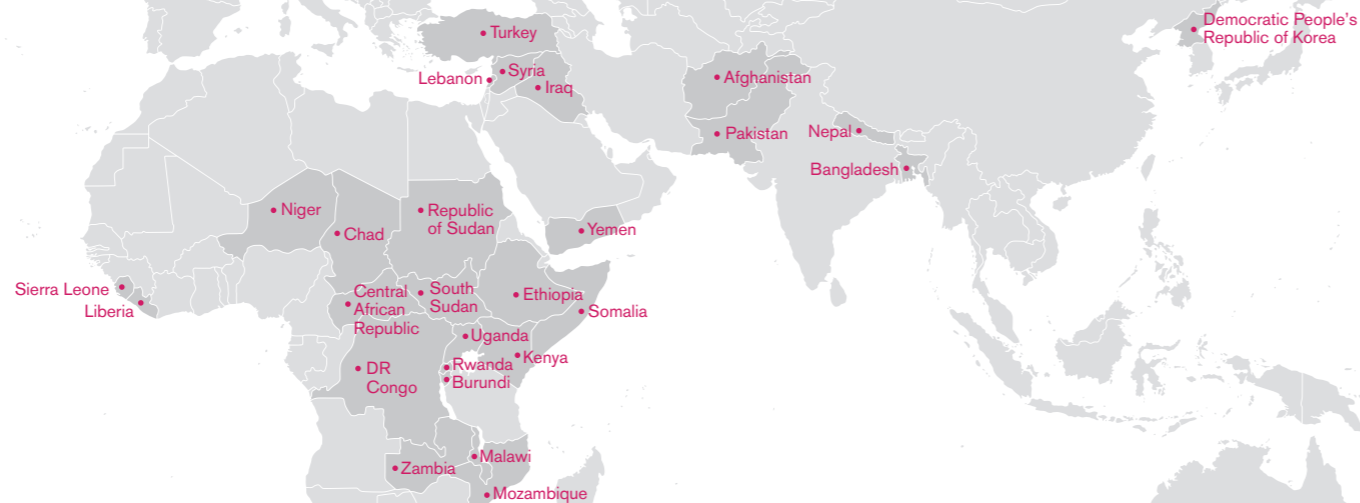 Democratic People's
Republic of Korea
Turkey
Syria
Lebanon
Iraq
Afghanistan
Pakistan
Nepal
Bangladesh
Niger
Republic
of Sudan
Chad
Yemen
Sierra Leone
Liberia
Central
African
Republic
South
Sudan
Ethiopia
Somalia
Uganda
Kenya
Rwanda
Burundi
DR
Congo
Malawi
Zambia
Mozambique